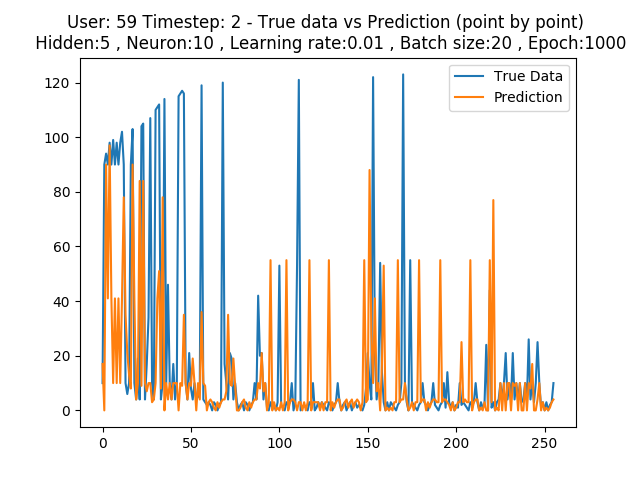 User: 59 Timestep: 2 - True data vs Prediction (point by point)
Hidden:5 , Neuron:10 , Learning rate:0.01 , Batch size:20 , Epoch:1000
True Data
Prediction
120
100
80
60
40
20
0
0 50 100 150 200 250